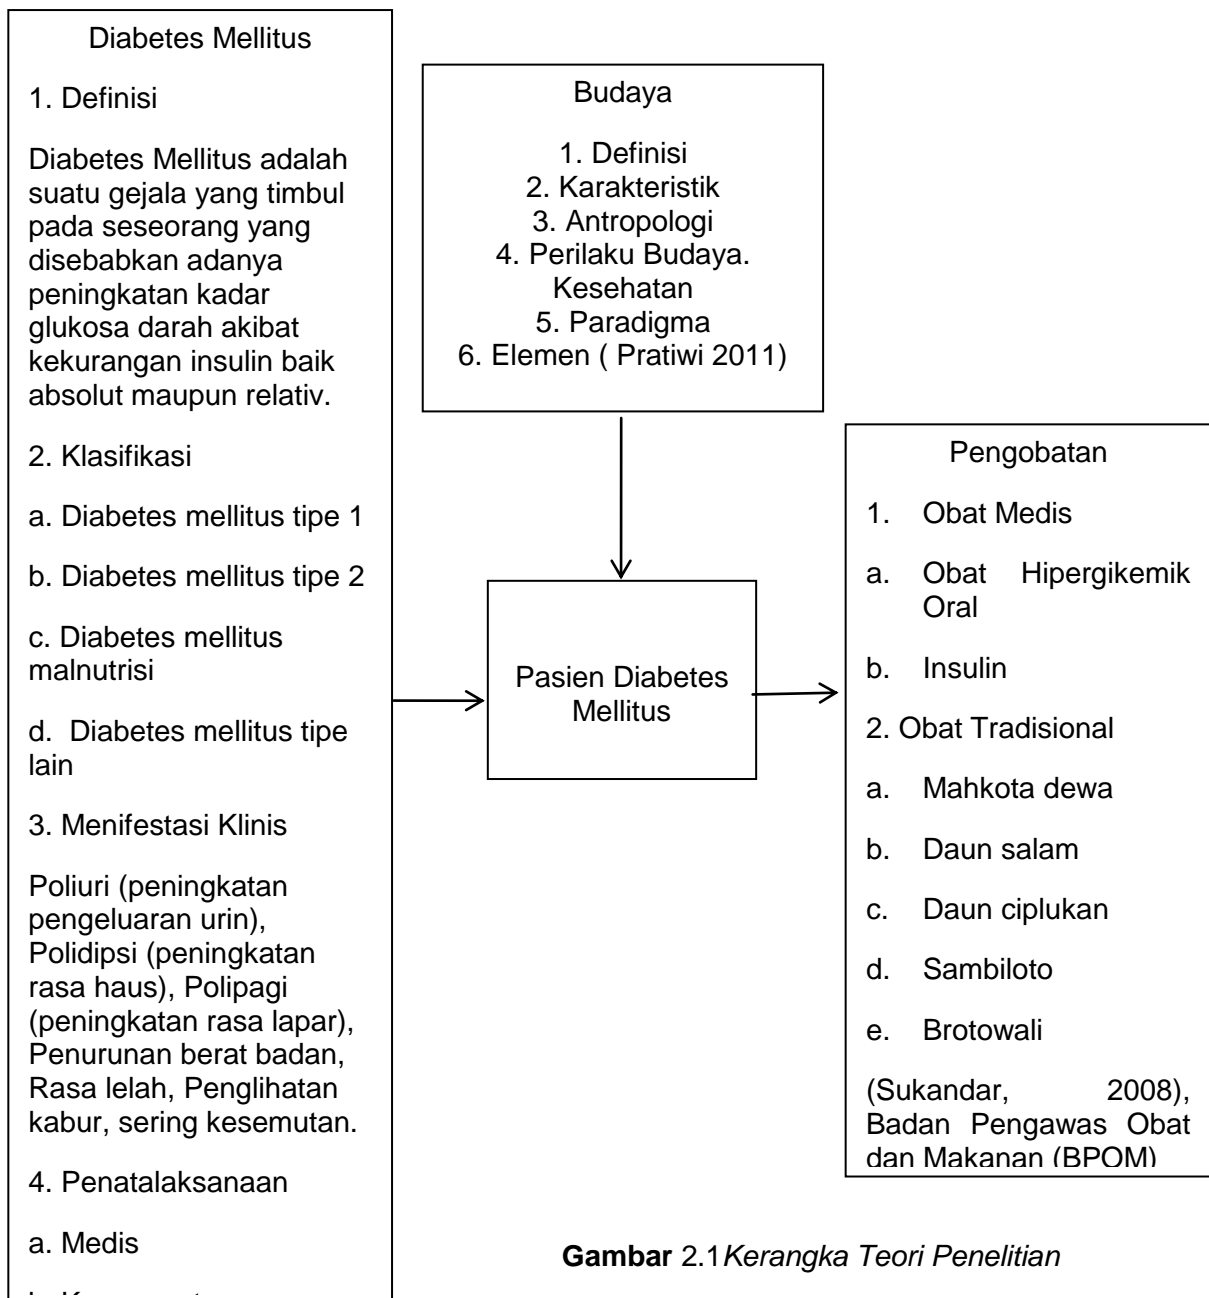 Diabetes Mellitus
1. Definisi
Diabetes Mellitus adalah
suatu gejala yang timbul
pada seseorang yang
disebabkan adanya
peningkatan kadar
glukosa darah akibat
kekurangan insulin baik
absolut maupun relativ.
2. Klasifikasi
a. Diabetes mellitus tipe 1
b. Diabetes mellitus tipe 2
c. Diabetes mellitus
malnutrisi
d. Diabetes mellitus tipe
lain
3. Menifestasi Klinis
Poliuri (peningkatan
pengeluaran urin),
Polidipsi (peningkatan
rasa haus), Polipagi
(peningkatan rasa lapar),
Penurunan berat badan,
Rasa lelah, Penglihatan
kabur, sering kesemutan.
4. Penatalaksanaan
a. Medis
Budaya
1. Definisi
2. Karakteristik
3. Antropologi
4. Perilaku Budaya.
Kesehatan
5. Paradigma
6. Elemen ( Pratiwi 2011)
Pasien Diabetes
Mellitus
Pengobatan
1. Obat Medis
a. Obat Hipergikemik
Oral
b. Insulin
2. Obat Tradisional
a. Mahkota dewa
b. Daun salam
c. Daun ciplukan
d. Sambiloto
e. Brotowali
(Sukandar, 2008),
Badan Pengawas Obat
dan Makanan (BPOM)
Gambar 2.1 Kerangka Teori Penelitian